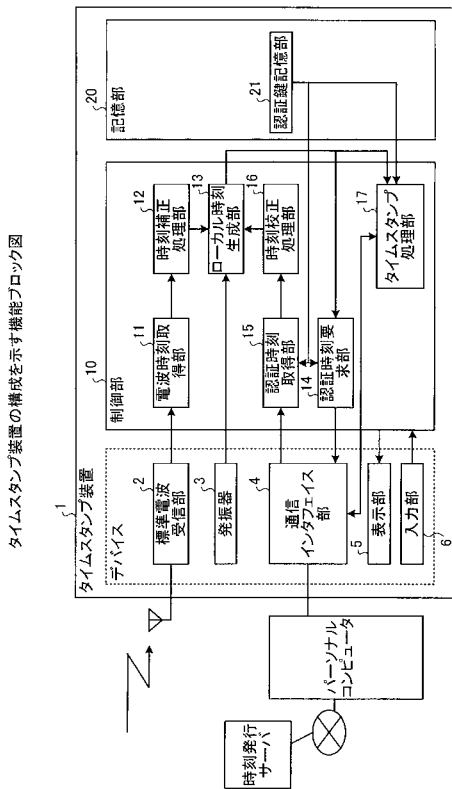 タイムスタンプ装置の構成を示す機能ブロック図
1
タイムスタンプ装置
デバイス
2
標準電波
受信部
3
発振器
4
通信
インタフェイス
部
5
表示部
6
入力部
10
制御部
11
電波時刻取
得部
12
時刻補正
処理部
13
ローカル時刻
生成部
15
認証時刻
取得部
16
時刻校正
処理部
14
認証時刻要
求部
17
タイムスタンプ
処理部
20
記憶部
21
認証鍵記憶部
時刻発行
サーバ
パーソナル
コンピュータ